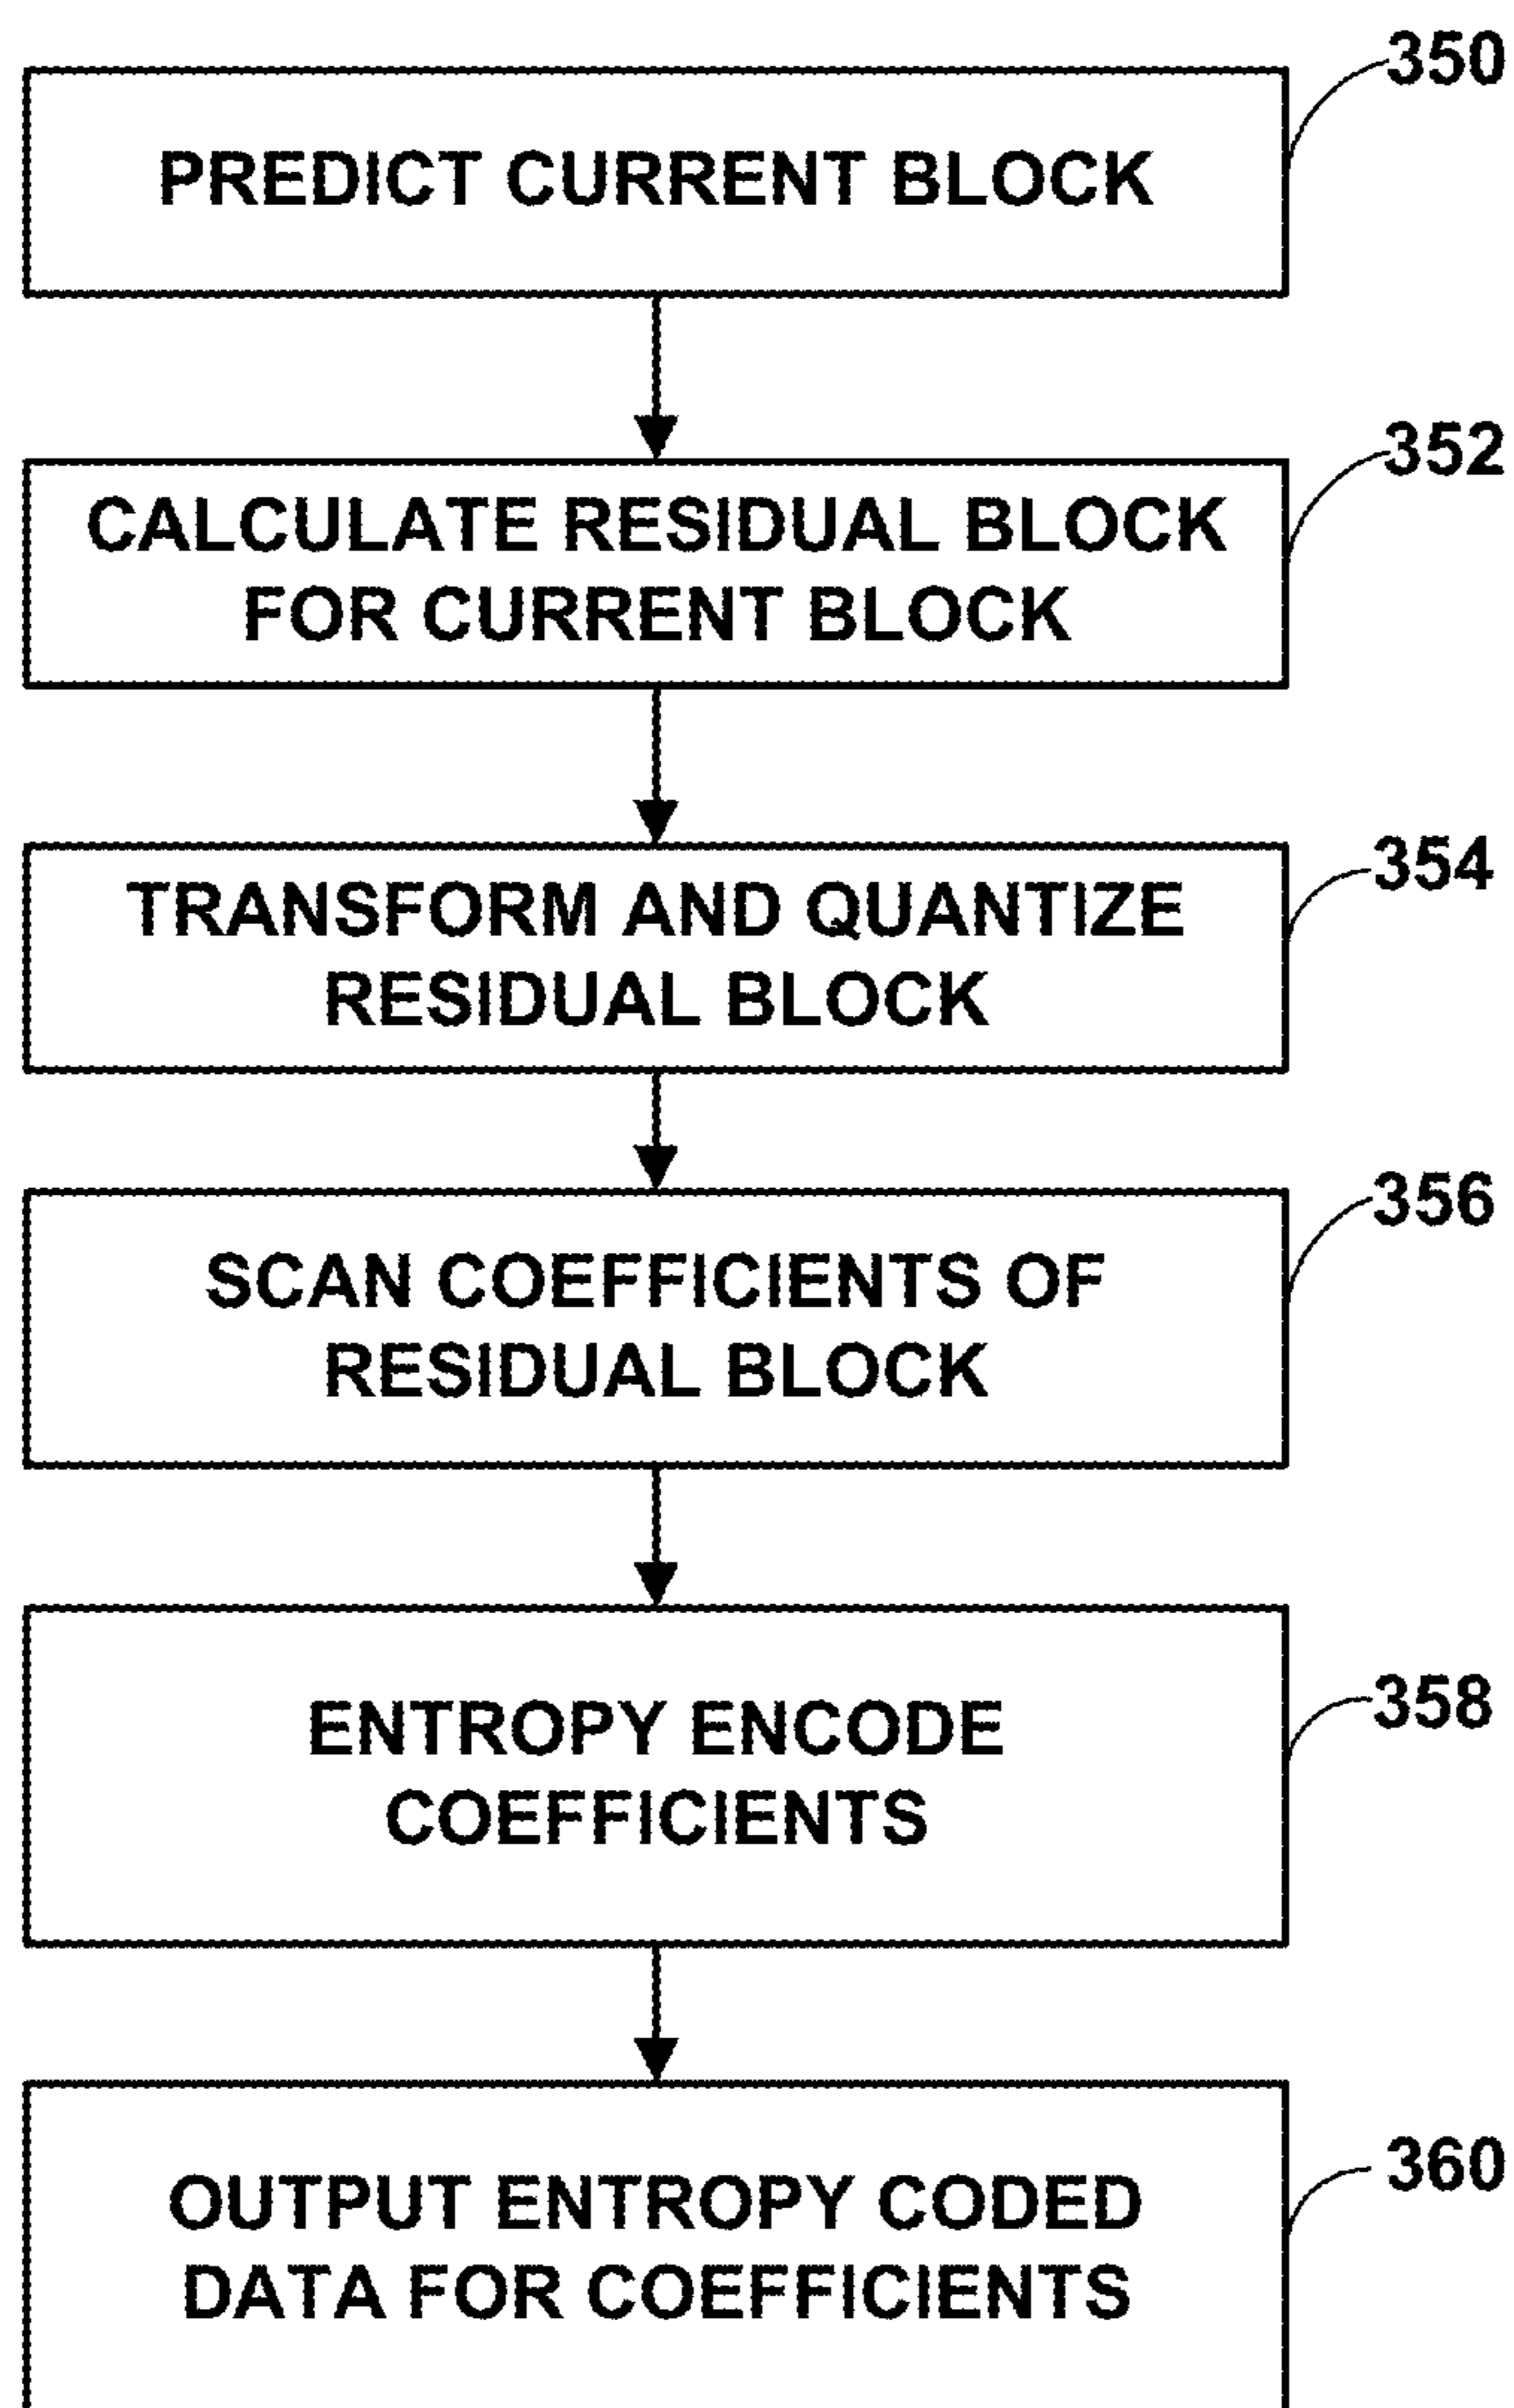 350
PREDICT CURRENT BLOCK
352
CALCULATE RESIDUAL BLOCK
FOR CURRENT BLOCK
354
TRANSFORM AND QUANTIZE
RESIDUAL BLOCK
356
SCAN COEFFICIENTS OF
RESIDUAL BLOCK
358
ENTROPY ENCODE
COEFFICIENTS
360
OUTPUT ENTROPY CODED
DATA FOR COEFFICIENTS